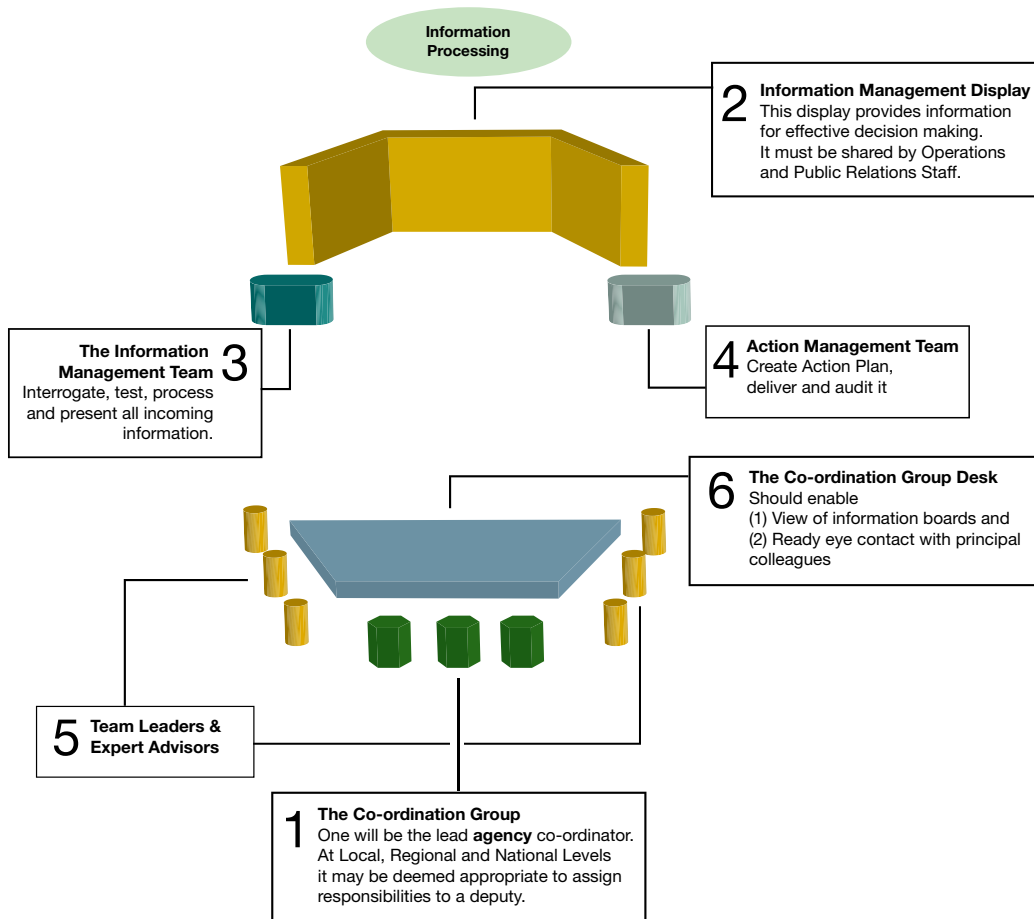 Information
Processing
2
Information Management Display
This display provides information
for effective decision making.
It must be shared by Operations
and Public Relations Staff.
The Information
Management Team
3
Interrogate, test, process
and present all incoming
information.
4
Action Management Team
Create Action Plan,
deliver and audit it
6
The Co-ordination Group Desk
Should enable
(1) View of information boards and
(2) Ready eye contact with principal
colleagues
5
Team Leaders &
Expert Advisors
1
The Co-ordination Group
One will be the lead agency co-ordinator.
At Local, Regional and National Levels
it may be deemed appropriate to assign
responsibilities to a deputy.